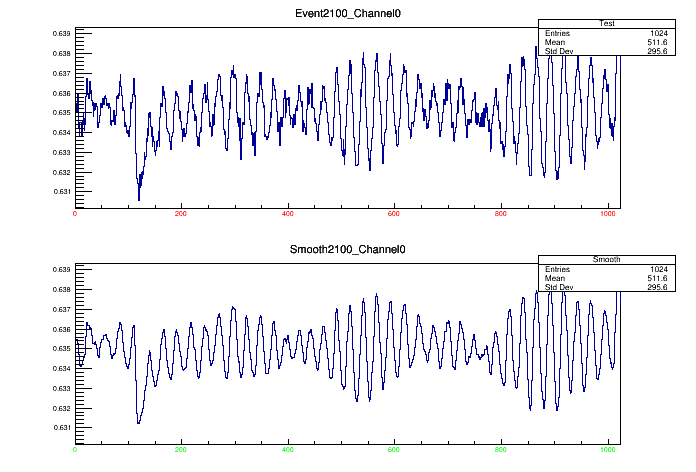 Event2100_Channel0
Test
Entries 1024
Mean 511.6
Std Dev 295.6
0.639
0.638
0.637
0.636
0.635
0.634
0.633
0.632
0.631
0 200 400 600 800 1000
Smooth2100_Channel0
Smooth
Entries 1024
Mean 511.6
Std Dev 295.6
0.639
0.638
0.637
0.636
0.635
0.634
0.633
0.632
0.631
0 200 400 600 800 1000